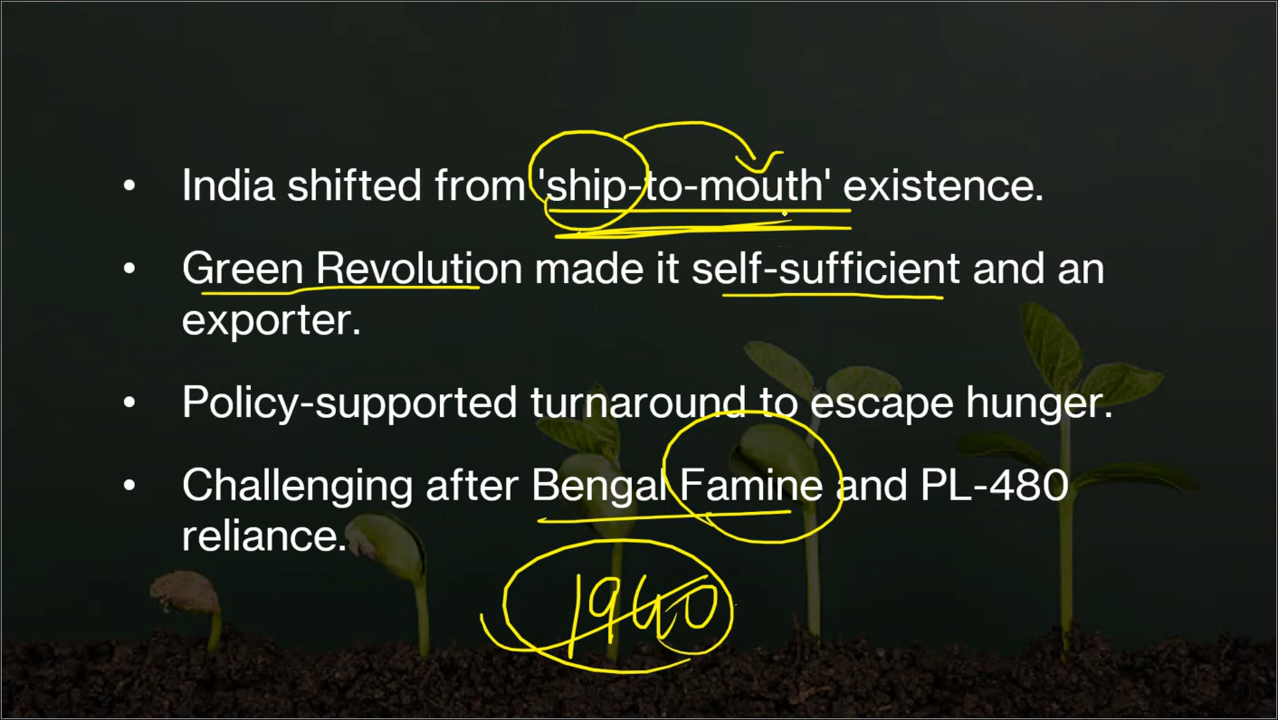 • India shifted from 'ship-to-mouth' existence.
• Green Revolution made it self-sufficient and an
exporter.
• Policy-supported turnaround to escape hunger.
• Challenging after Bengal Famine and PL-480
reliance.
1940